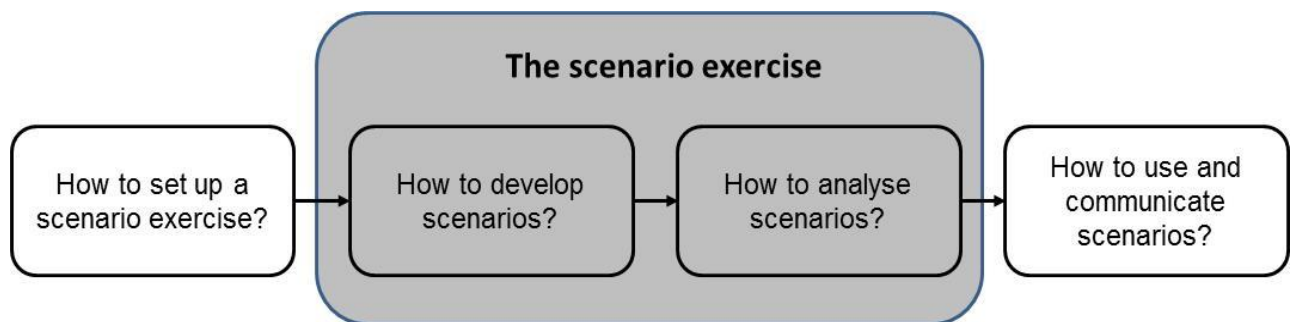 The scenario exercise
How to set up a
scenario exercise?
How to develop
scenarios?
How to analyse
scenarios?
How to use and
communicate
scenarios?